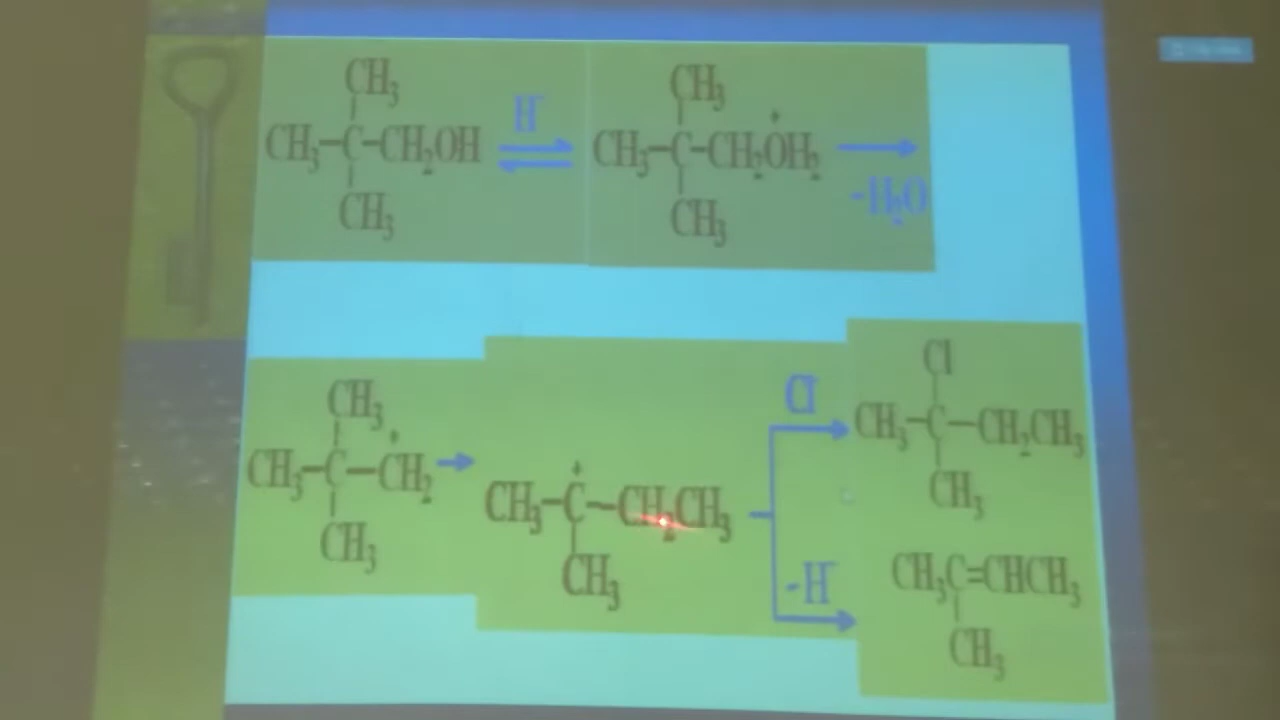 CH₃
CH₃-C-CH₂OH
CH₃
H
CH₃
CH₃-C-CH₂OH₂
+
CH₃
-H₂O
CH₃
CH₃-C-CH₂
+
CH₃
+
CH₃-C-CH₂CH₃
CH₃
Cl
Cl
CH₃-C-CH₂CH₃
CH₃
-H
CH₃C=CHCH₃
CH₃